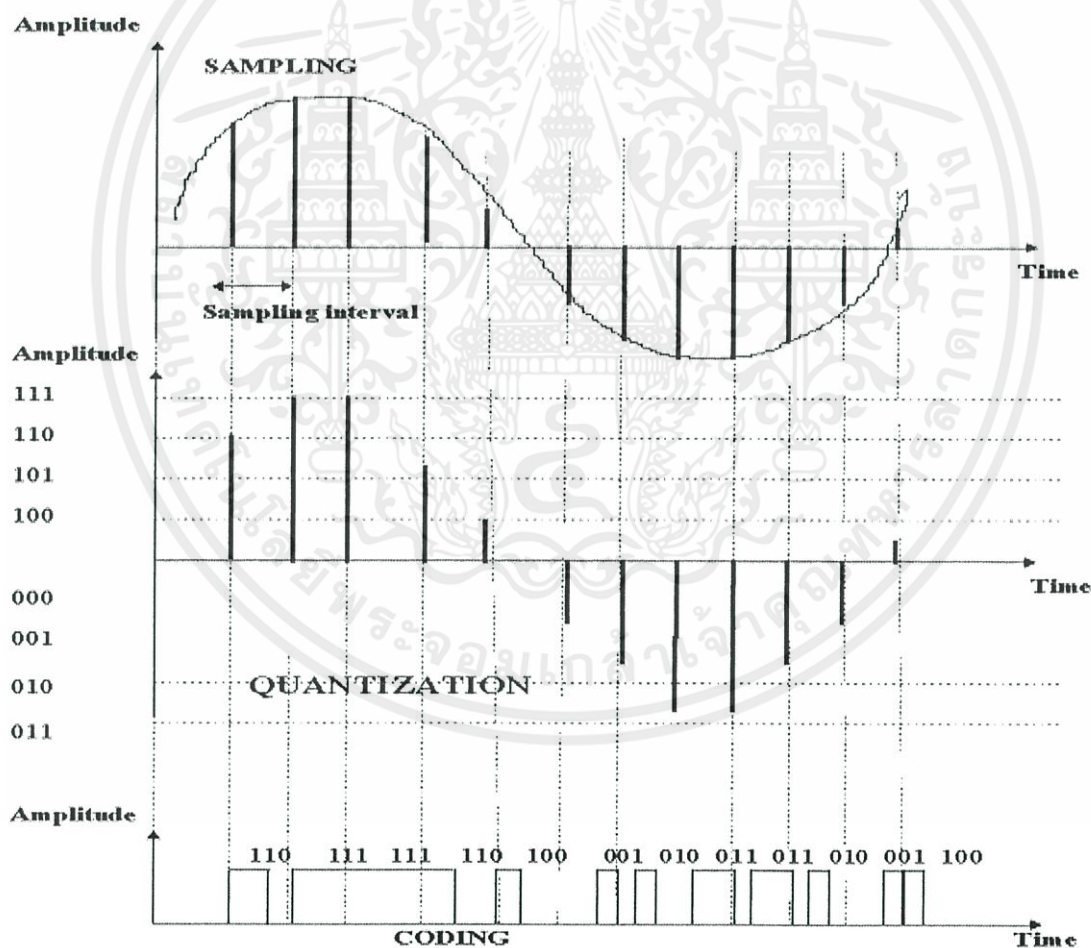 Amplitude
SAMPLING
Time
Sampling interval
Amplitude
111
110
101
100
Time
000
001
QUANTIZATION
010
011
Amplitude
110 111 111 110 100 001 010 011 011 010 001 100
CODING
Time